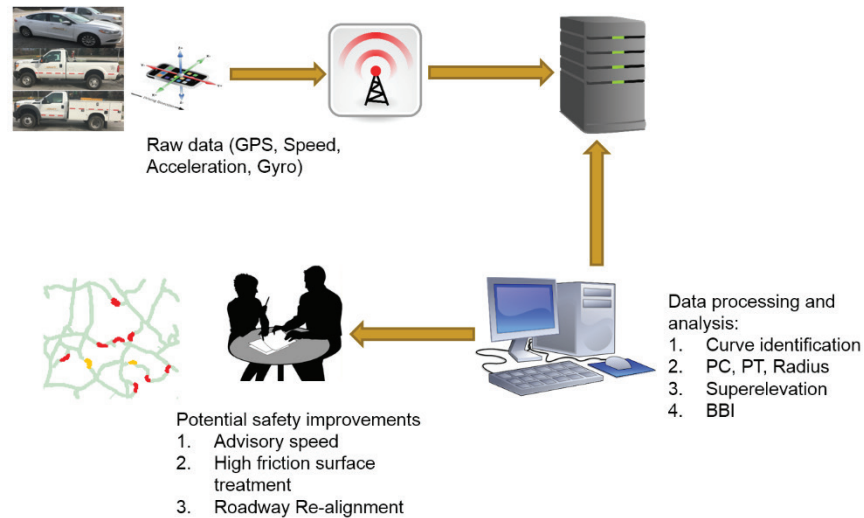 Raw data (GPS, Speed,
Acceleration, Gyro)
Data processing and
analysis:
1. Curve identification
2. PC, PT, Radius
3. Superelevation
4. BBI
Potential safety improvements
1. Advisory speed
2. High friction surface
treatment
3. Roadway Re-alignment